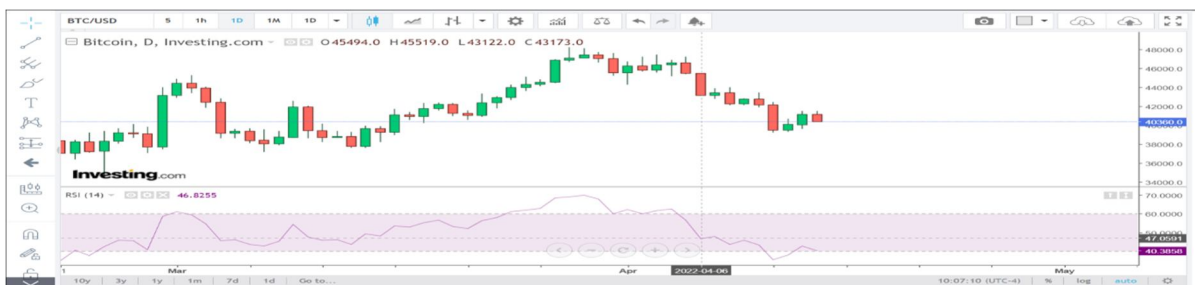 BTC/USD 5 1h 1D 1M 1D
Bitcoin, D, Investing.com O45494.0 H45519.0 L43122.0 C43173.0
48000.0
46000.0
44000.0
42000.0
40360.0
38000.0
36000.0
34000.0
Investing.com
RSI (14) 46.8255
70.0000
60.0000
50.0000
47.0591
40.3858
1 Mar Apr 2022-04-06 May
10y 3y 1y 1m 7d 1d Go to... 10:07:10 (UTC-4) % log auto